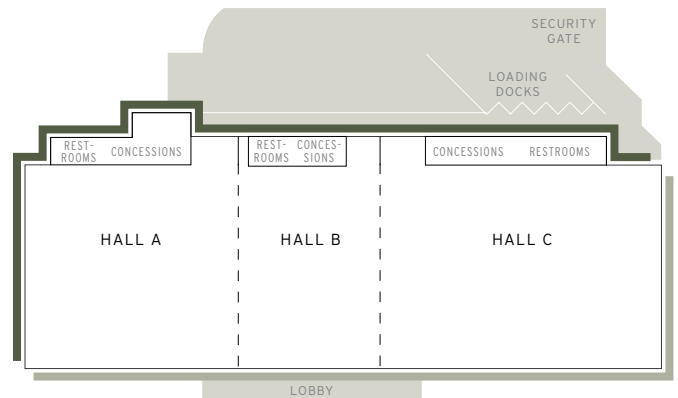 SECURITY
GATE
LOADING
DOCKS
REST-
ROOMS
CONCESSIONS
REST-
ROOMS
CONCES-
SIONS
CONCESSIONS
RESTROOMS
HALL A
HALL B
HALL C
LOBBY